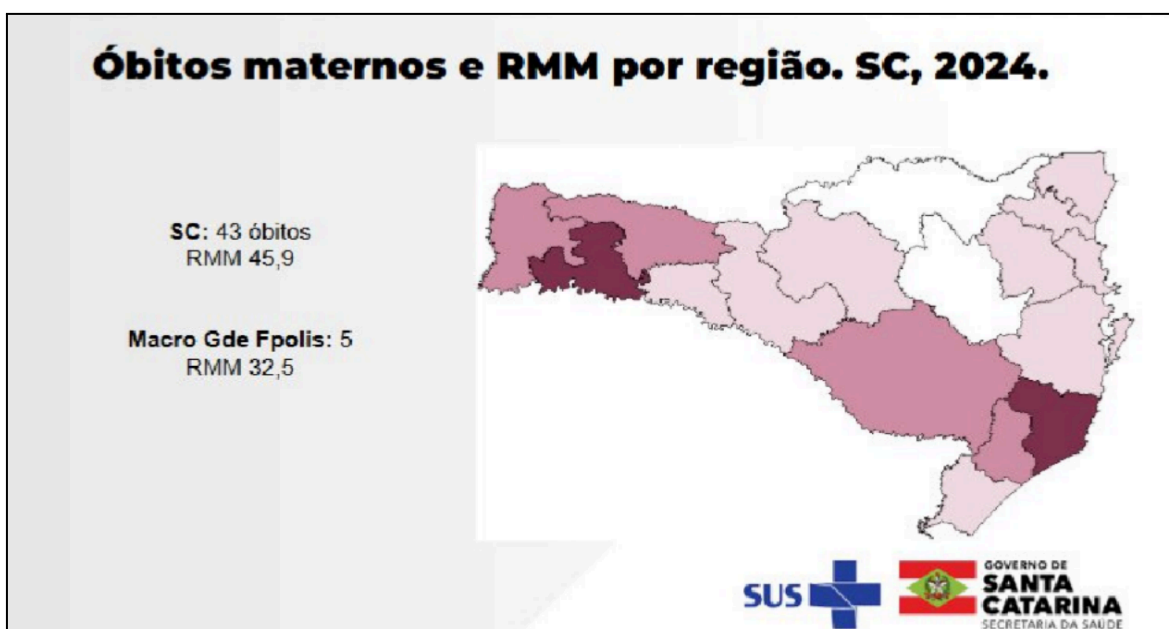 Óbitos maternos e RMM por região. SC, 2024.
SC: 43 óbitos
RMM 45,9
Macro Gde Fpolis: 5
RMM 32,5
SUS
GOVERNO DE
SANTA
CATARINA
SECRETARIA DA SAÚDE